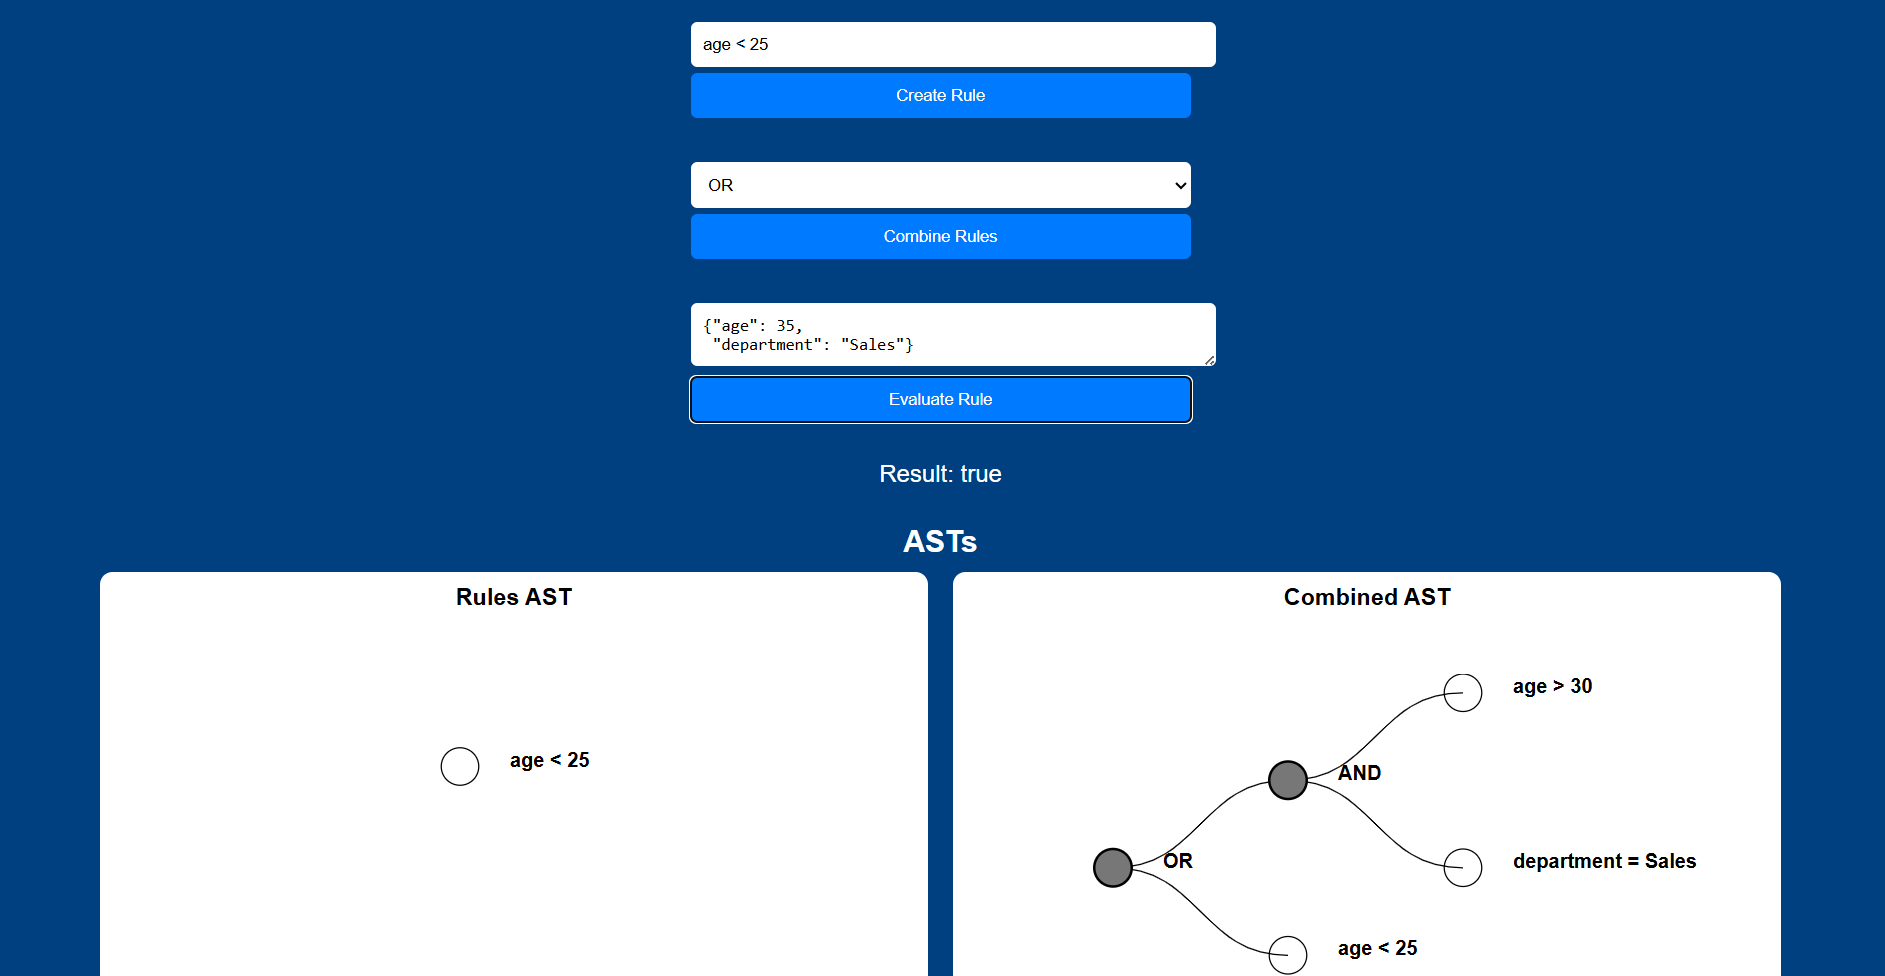 age < 25
Create Rule
OR
Combine Rules
{"age": 35,
"department": "Sales"}
Evaluate Rule
Result: true
ASTs
Rules AST
age < 25
Combined AST
age > 30
AND
OR
department = Sales
age < 25